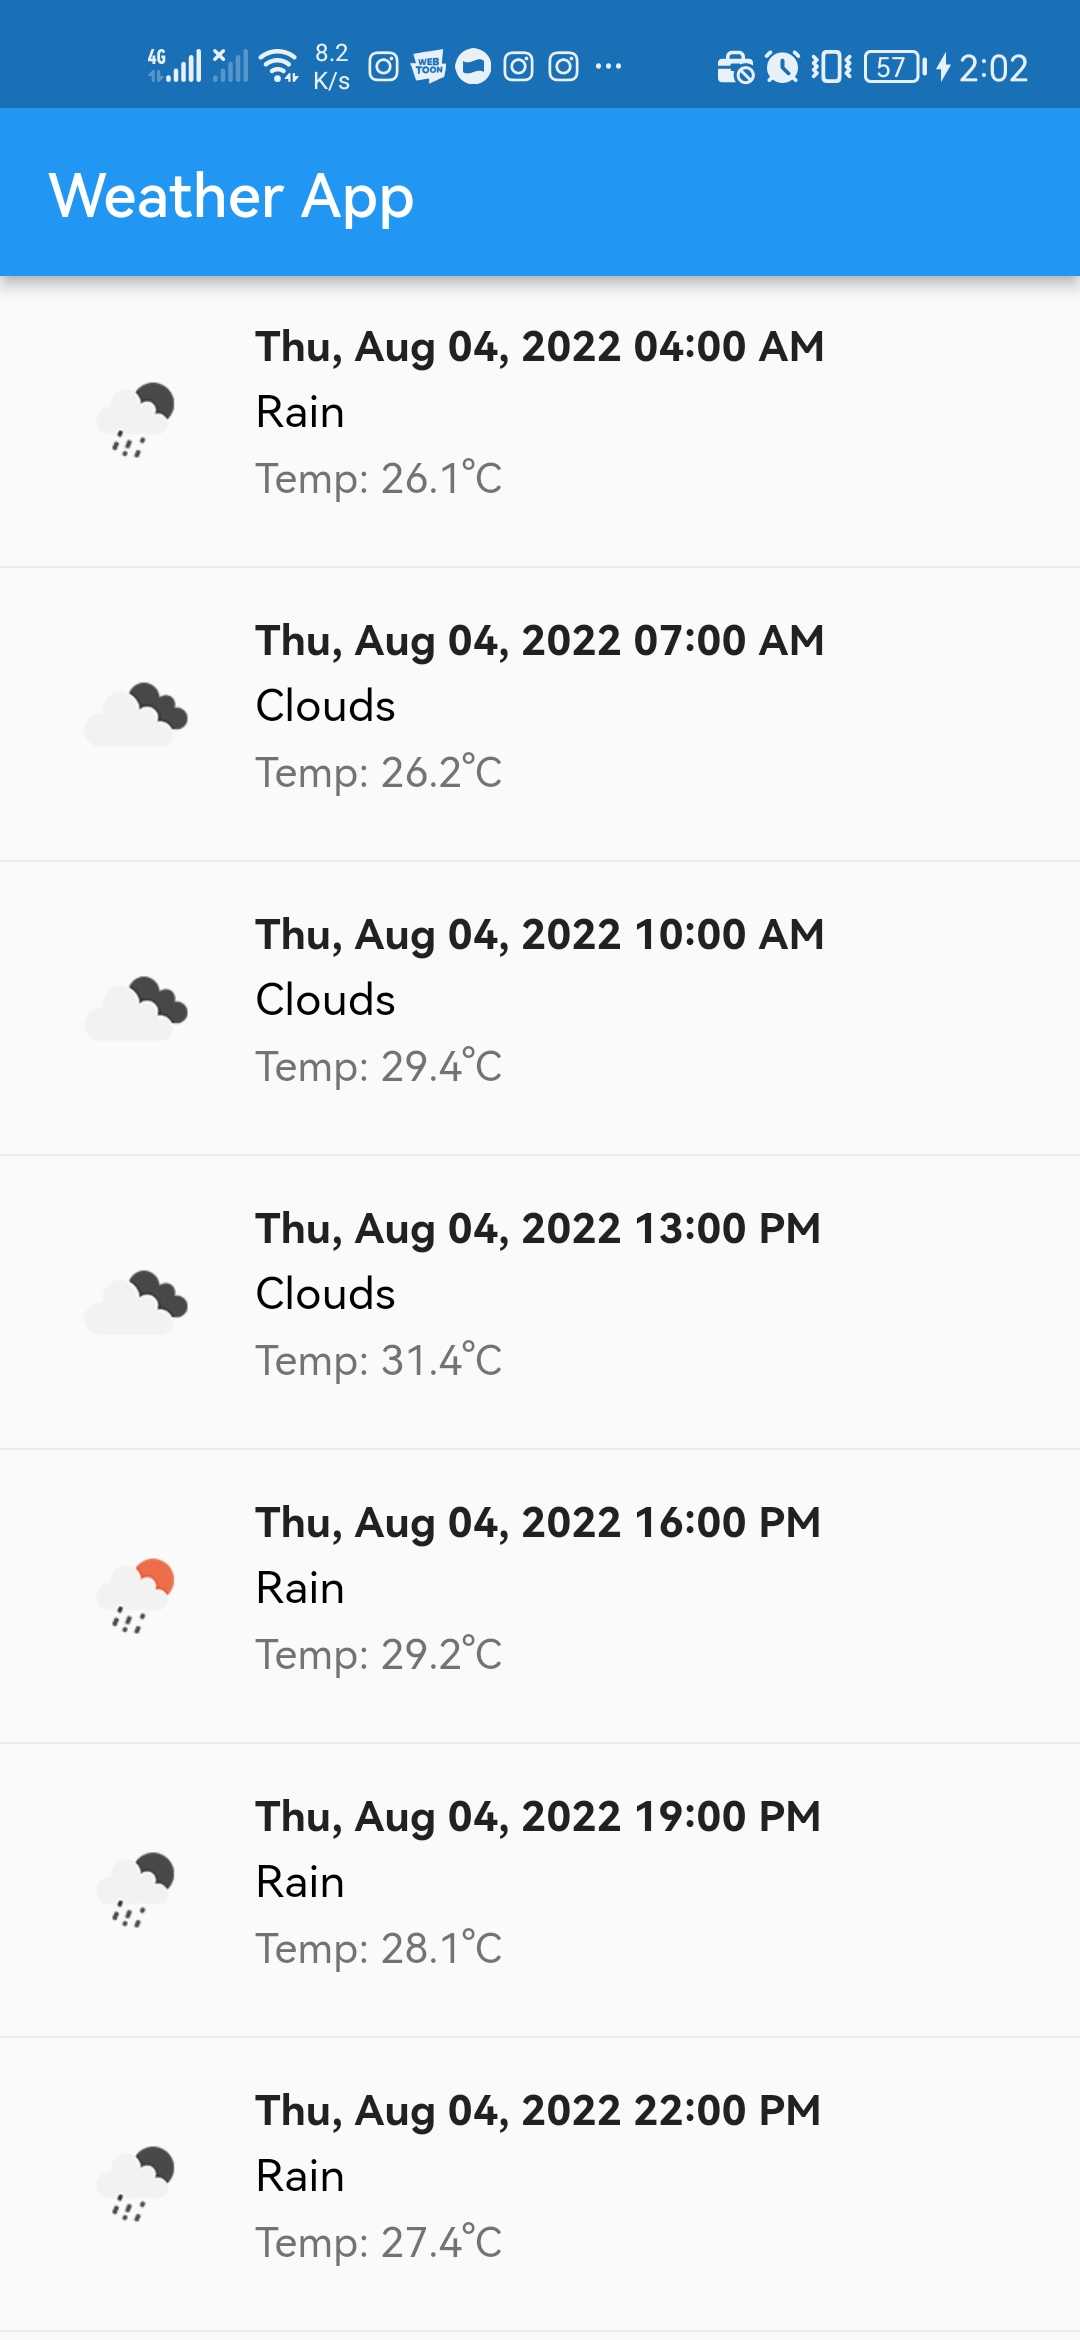 4G 8.2 K/s WEB TOON 57 2:02
Weather App
Thu, Aug 04, 2022 04:00 AM
Rain
Temp: 26.1°C
Thu, Aug 04, 2022 07:00 AM
Clouds
Temp: 26.2°C
Thu, Aug 04, 2022 10:00 AM
Clouds
Temp: 29.4°C
Thu, Aug 04, 2022 13:00 PM
Clouds
Temp: 31.4°C
Thu, Aug 04, 2022 16:00 PM
Rain
Temp: 29.2°C
Thu, Aug 04, 2022 19:00 PM
Rain
Temp: 28.1°C
Thu, Aug 04, 2022 22:00 PM
Rain
Temp: 27.4°C